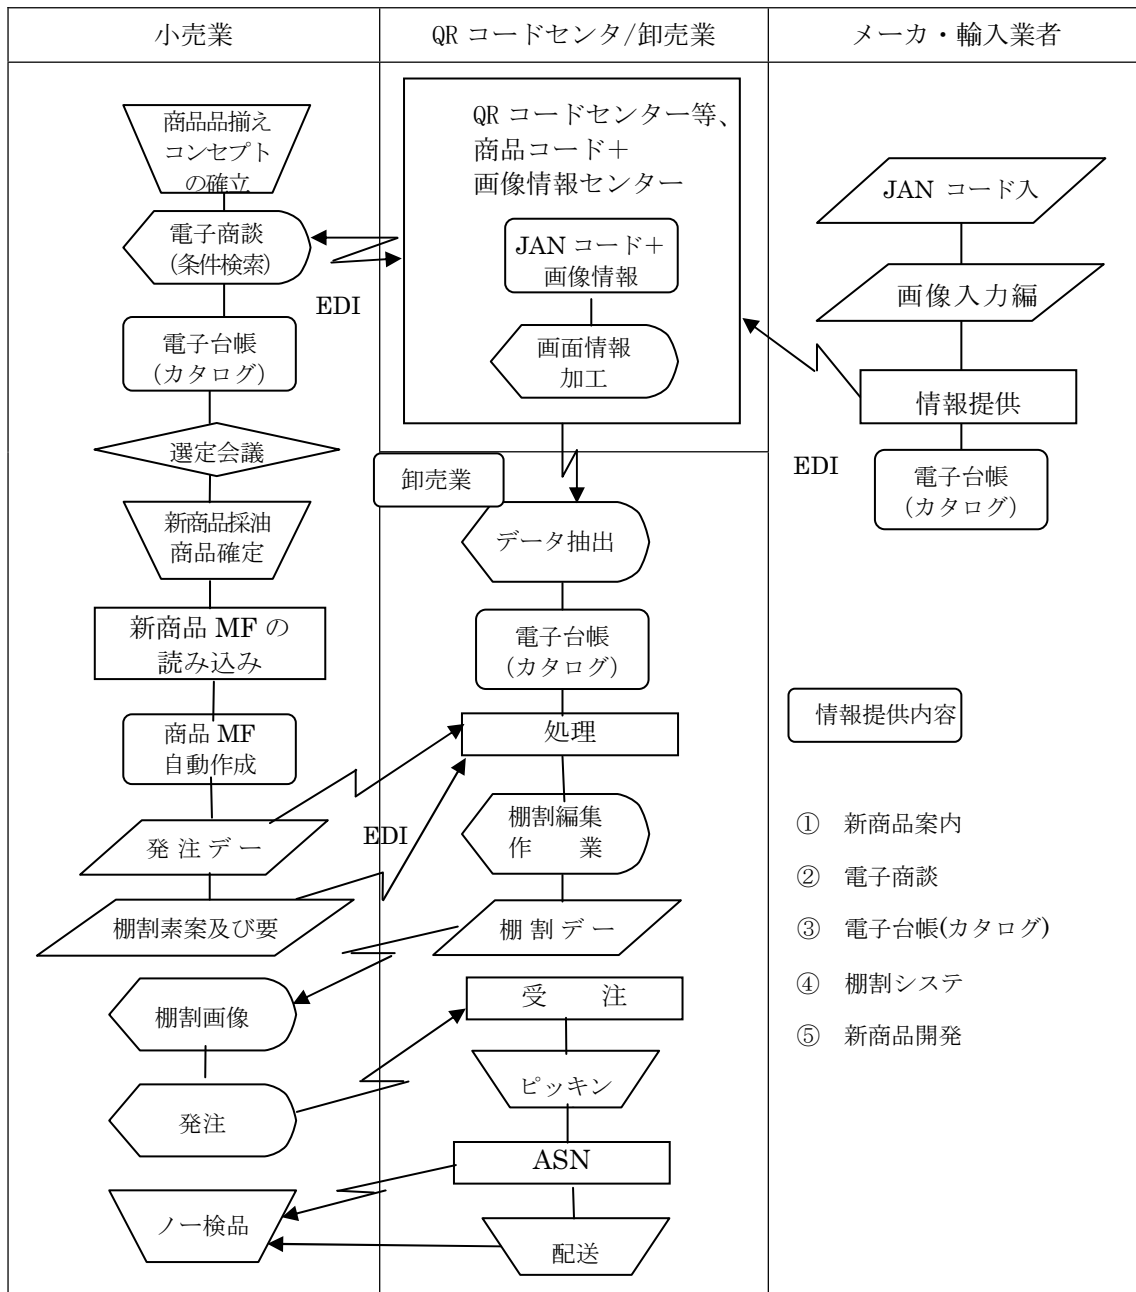 小売業
QR コードセンタ/卸売業
メーカ・輸入業者
商品品揃え
コンセプト
の確立
電子商談
(条件検索)
EDI
電子台帳
(カタログ)
選定会議
新商品採油
商品確定
新商品 MF の
読み込み
商品 MF
自動作成
発 注 デー
棚割素案及び要
棚割画像
発注
ノー検品
QR コードセンター等、
商品コード＋
画像情報センター
JAN コード＋
画像情報
画面情報
加工
卸売業
データ抽出
電子台帳
(カタログ)
処理
EDI
棚割編集
作　業
棚 割 デー
受　注
ピッキン
ASN
配送
JAN コード入
画像入力編
情報提供
EDI
電子台帳
(カタログ)
情報提供内容
① 新商品案内
② 電子商談
③ 電子台帳(カタログ)
④ 棚割システ
⑤ 新商品開発